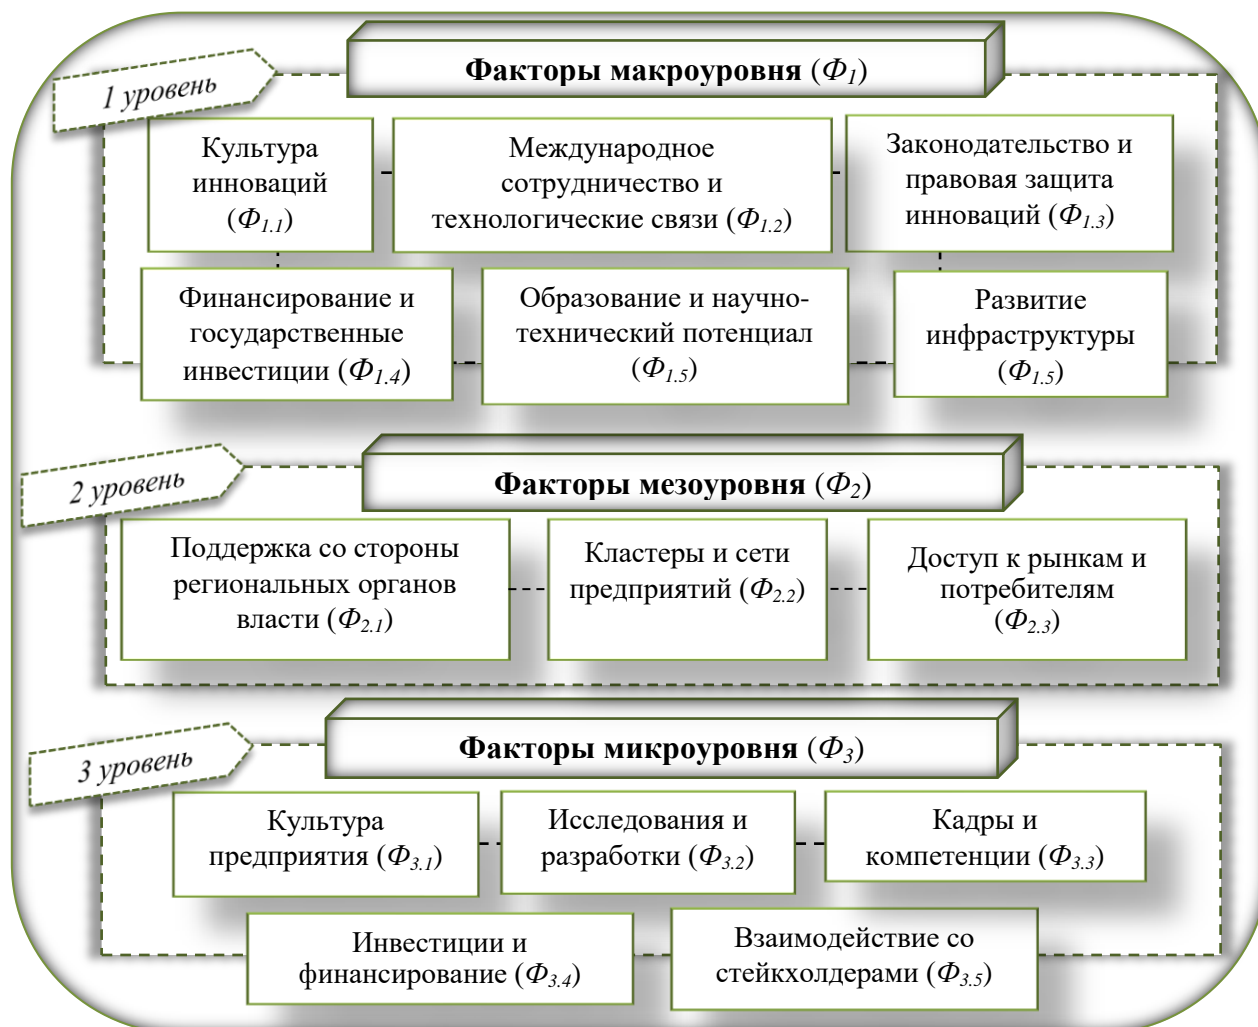 Факторы макроуровня (Ф1)
1 уровень
Культура
инноваций
(Ф1.1)
Международное
сотрудничество и
технологические связи (Ф1.2)
Законодательство и
правовая защита
инноваций (Ф1.3)
Финансирование и
государственные
инвестиции (Ф1.4)
Образование и научно-
технический потенциал
(Ф1.5)
Развитие
инфраструктуры
(Ф1.5)
2 уровень
Факторы мезоуровня (Ф2)
Поддержка со стороны
региональных органов
власти (Ф2.1)
Кластеры и сети
предприятий (Ф2.2)
Доступ к рынкам и
потребителям
(Ф2.3)
3 уровень
Факторы микроуровня (Ф3)
Культура
предприятия (Ф3.1)
Исследования и
разработки (Ф3.2)
Кадры и
компетенции (Ф3.3)
Инвестиции и
финансирование (Ф3.4)
Взаимодействие со
стейкхолдерами (Ф3.5)